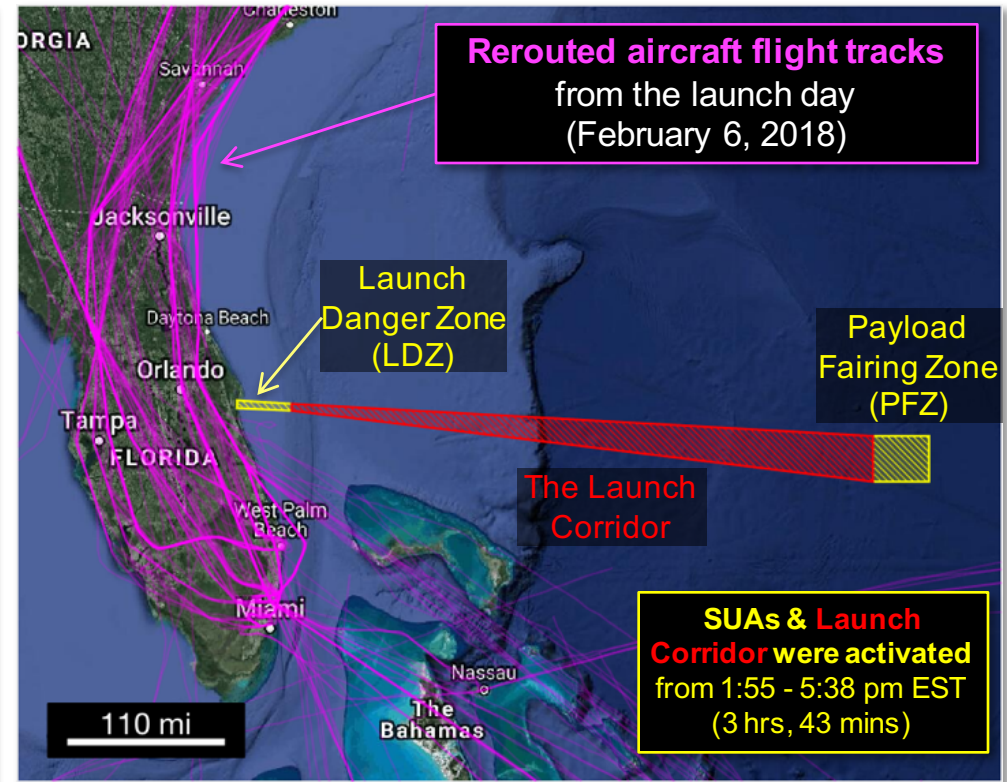 Charleston
ORGIA
Savannah
Rerouted aircraft flight tracks
from the launch day
(February 6, 2018)
Jacksonville
Launch
Danger Zone
(LDZ)
Daytona Beach
Payload
Fairing Zone
(PFZ)
Orlando
Tampa
FLORIDA
The Launch
Corridor
West Palm
Beach
Miami
SUAs & Launch
Corridor were activated
from 1:55 - 5:38 pm EST
(3 hrs, 43 mins)
Nassau
The
Bahamas
110 mi